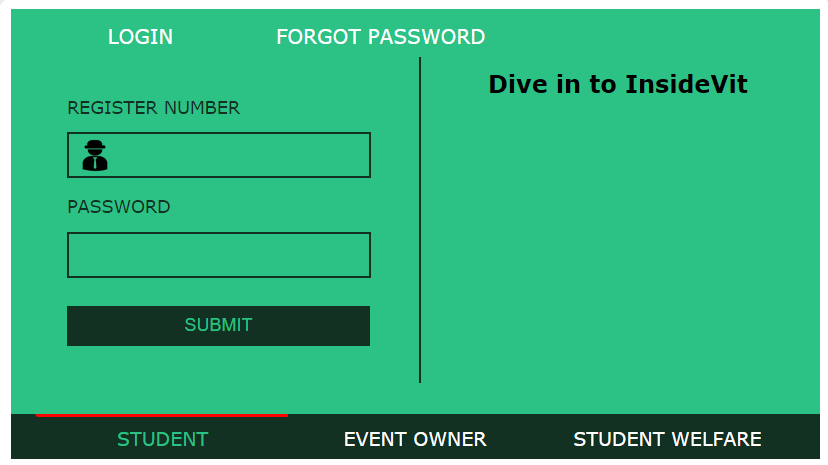 LOGIN
FORGOT PASSWORD
Dive in to InsideVit
REGISTER NUMBER
PASSWORD
SUBMIT
STUDENT
EVENT OWNER
STUDENT WELFARE